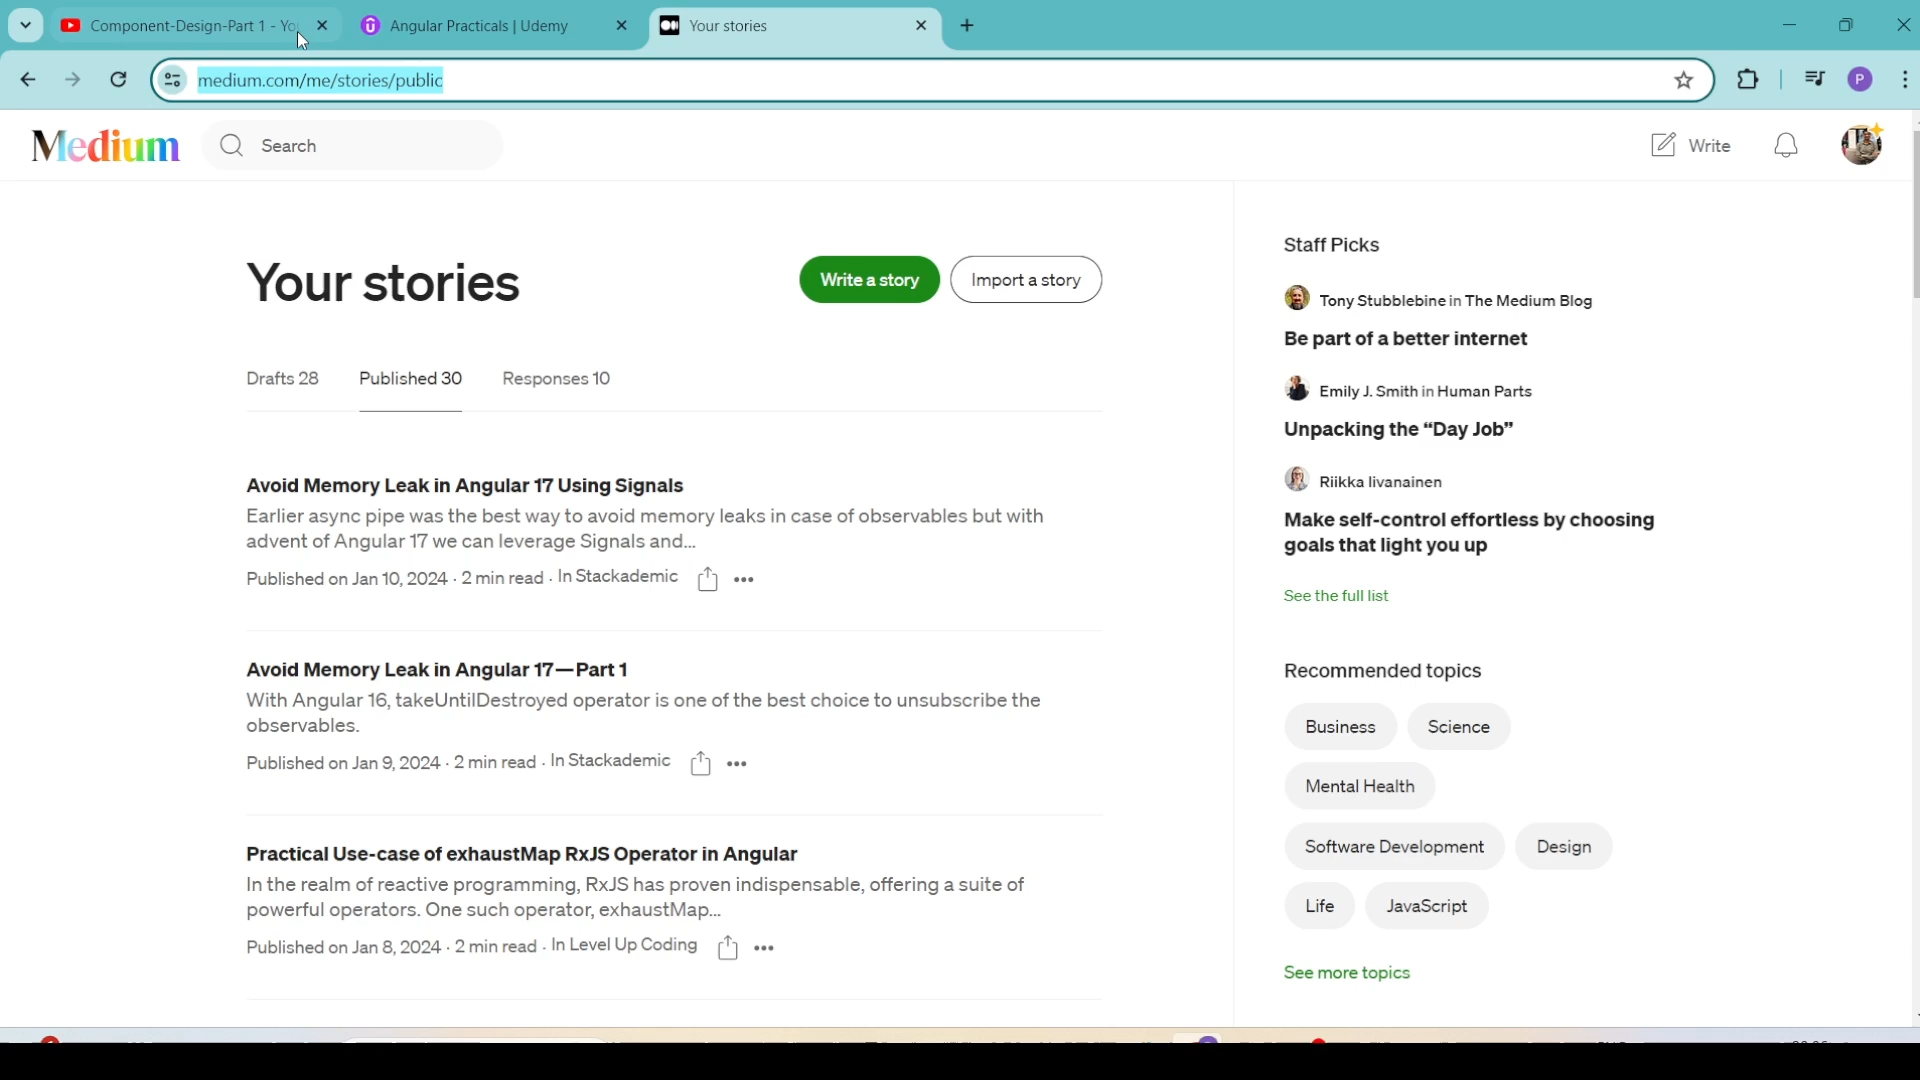 Component-Design-Part 1 - Yo
Angular Practicals | Udemy
Your stories
medium.com/me/stories/public
P
Medium
Search
Write
Your stories
Write a story
Import a story
Drafts 28
Published 30
Responses 10
Avoid Memory Leak in Angular 17 Using Signals
Earlier async pipe was the best way to avoid memory leaks in case of observables but with
advent of Angular 17 we can leverage Signals and...
Published on Jan 10, 2024 · 2 min read · In Stackademic
Avoid Memory Leak in Angular 17—Part 1
With Angular 16, takeUntilDestroyed operator is one of the best choice to unsubscribe the
observables.
Published on Jan 9, 2024 · 2 min read · In Stackademic
Practical Use-case of exhaustMap RxJS Operator in Angular
In the realm of reactive programming, RxJS has proven indispensable, offering a suite of
powerful operators. One such operator, exhaustMap...
Published on Jan 8, 2024 · 2 min read · In Level Up Coding
Staff Picks
Tony Stubblebine in The Medium Blog
Be part of a better internet
Emily J. Smith in Human Parts
Unpacking the “Day Job”
Riikka Iivanainen
Make self-control effortless by choosing
goals that light you up
See the full list
Recommended topics
Business
Science
Mental Health
Software Development
Design
Life
JavaScript
See more topics